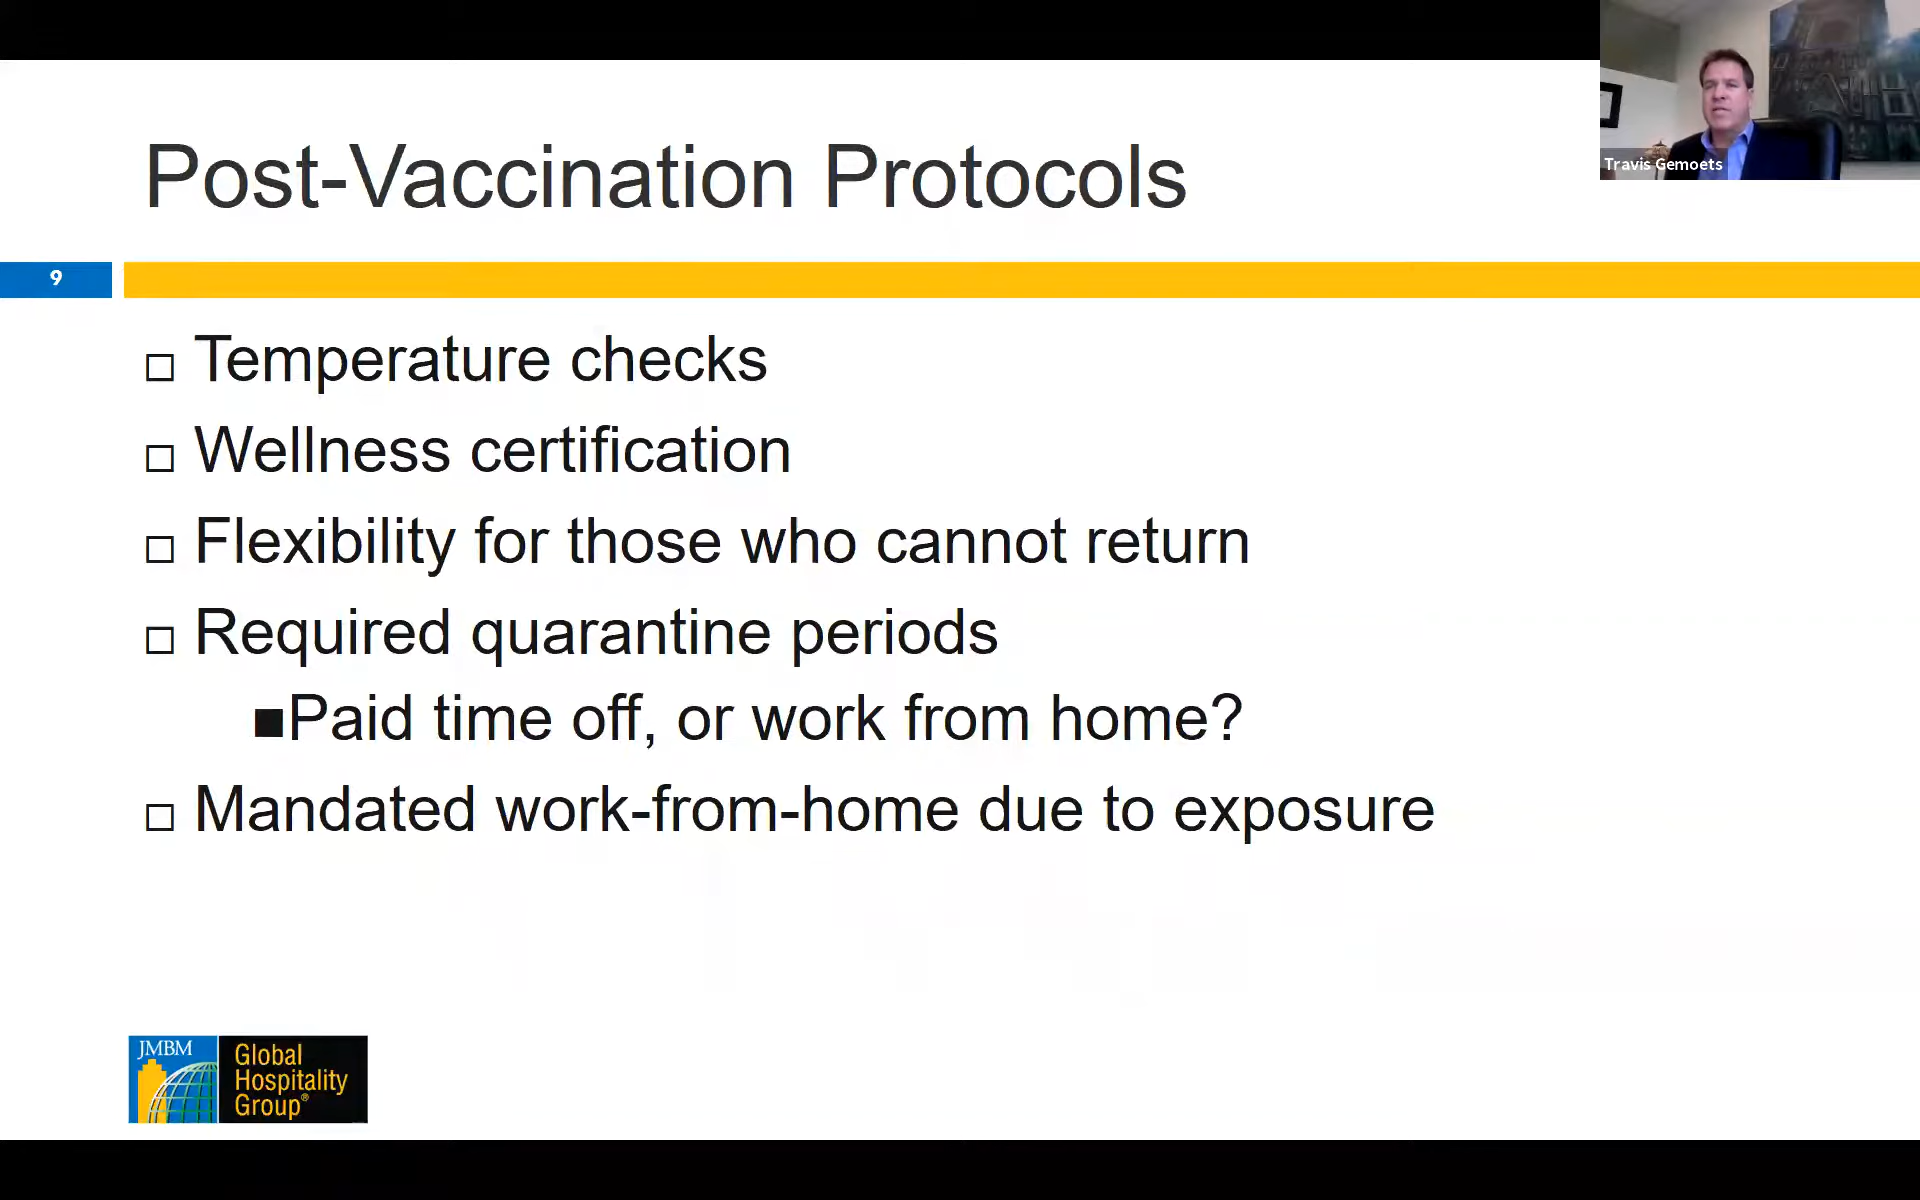 Travis Gemoets
Post-Vaccination Protocols
9
Temperature checks
Wellness certification
Flexibility for those who cannot return
Required quarantine periods
Paid time off, or work from home?
Mandated work-from-home due to exposure
JMBM
Global
Hospitality
Group®